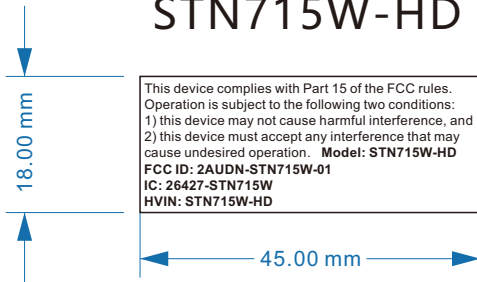 STN715W-HD
18.00 mm
This device complies with Part 15 of the FCC rules.
Operation is subject to the following two conditions:
1) this device may not cause harmful interference, and
2) this device must accept any interference that may
cause undesired operation. Model: STN715W-HD
FCC ID: 2AUDN-STN715W-01
IC: 26427-STN715W
HVIN: STN715W-HD
45.00 mm